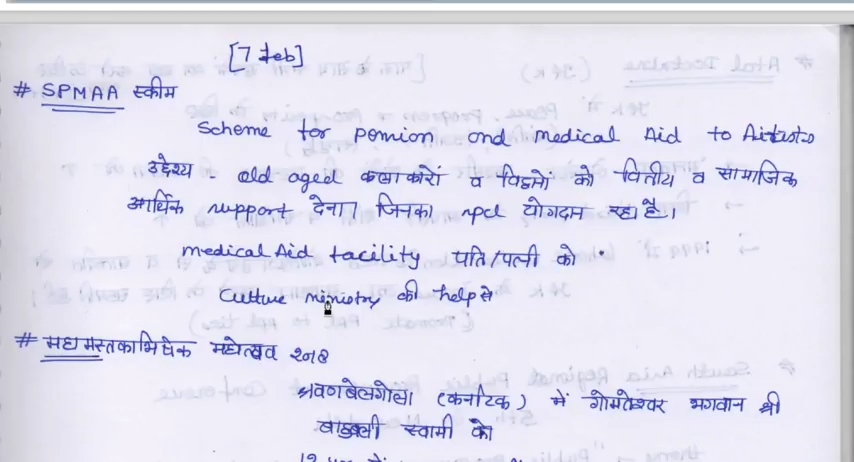 [7 Feb]
# SPMAA स्कीम
Scheme for pension and medical Aid to Artists
उद्देश्य - old aged कलाकारों व विद्वानों को वित्तीय व सामाजिक
आर्थिक support देना। जिनका spcl योगदान रहा है।
medical Aid facility पति/पत्नी को
Culture ministry की help से
# महामस्तकाभिषेक महोत्सव 2018
श्रवणबेलगोला (कर्नाटक) में गोमतेश्वर भगवान श्री
बाहुबली स्वामी को
12